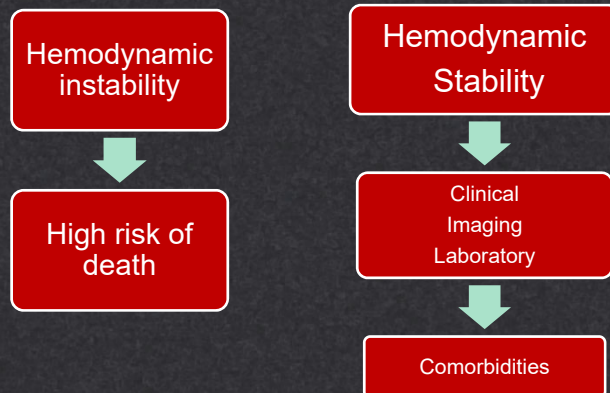 Hemodynamic
instability
High risk of
death
Hemodynamic
Stability
Clinical
Imaging
Laboratory
Comorbidities